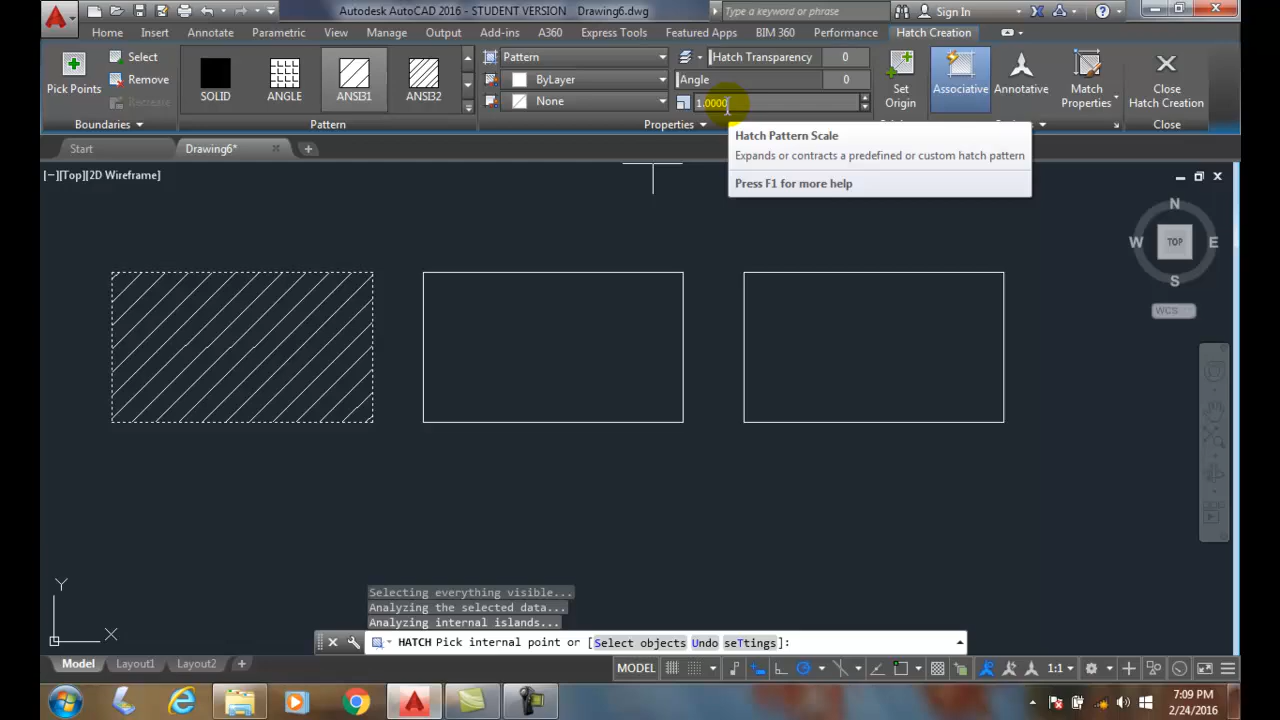 Autodesk AutoCAD 2016 - STUDENT VERSION Drawing6.dwg
Type a keyword or phrase
Sign In
Home Insert Annotate Parametric View Manage Output Add-ins A360 Express Tools Featured Apps BIM 360 Performance Hatch Creation
Pick Points
Select
Remove
Recreate
Boundaries
SOLID
ANGLE
ANSI31
ANSI32
Pattern
Pattern
ByLayer
None
Hatch Transparency 0
Angle 0
1.0000
Properties
Set
Origin
Associative
Annotative
Match
Properties
Close
Hatch Creation
Close
Hatch Pattern Scale
Expands or contracts a predefined or custom hatch pattern
Press F1 for more help
Start
Drawing6*
[−][Top][2D Wireframe]
N
W TOP E
S
WCS
Y
X
Selecting everything visible...
Analyzing the selected data...
Analyzing internal islands...
HATCH Pick internal point or [Select objects Undo seTtings]:
Model Layout1 Layout2
MODEL
1:1
7:09 PM
2/24/2016